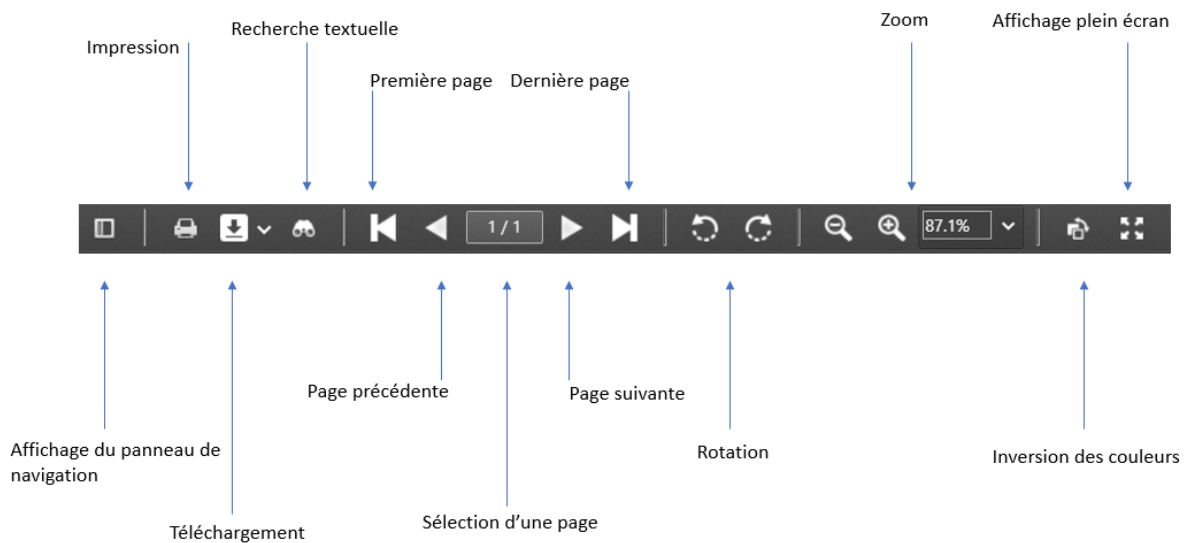 Zoom
Affichage plein écran
Recherche textuelle
Impression
Première page
Dernière page
1 / 1
87.1%
Page précédente
Page suivante
Affichage du panneau de
navigation
Rotation
Inversion des couleurs
Sélection d’une page
Téléchargement